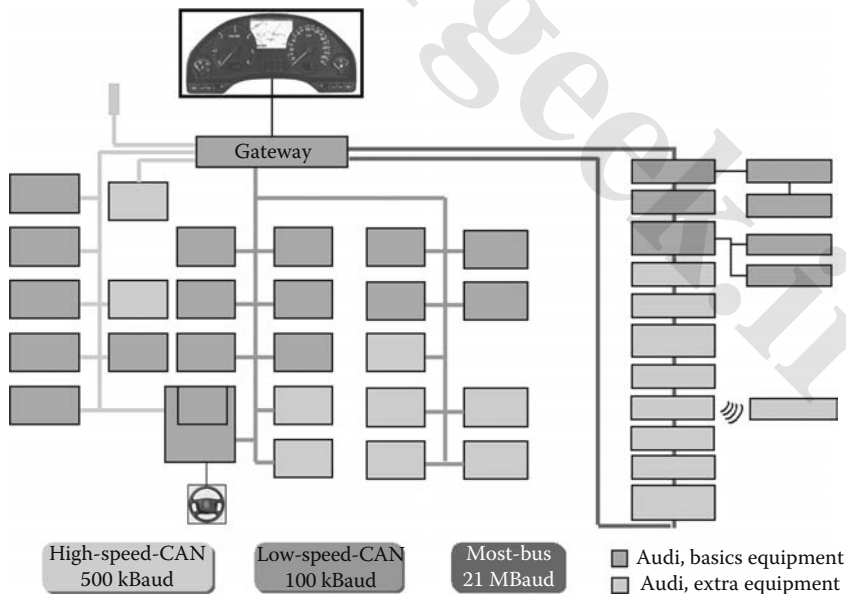 Gateway
High-speed-CAN
500 kBaud
Low-speed-CAN
100 kBaud
Most-bus
21 MBaud
Audi, basics equipment
Audi, extra equipment